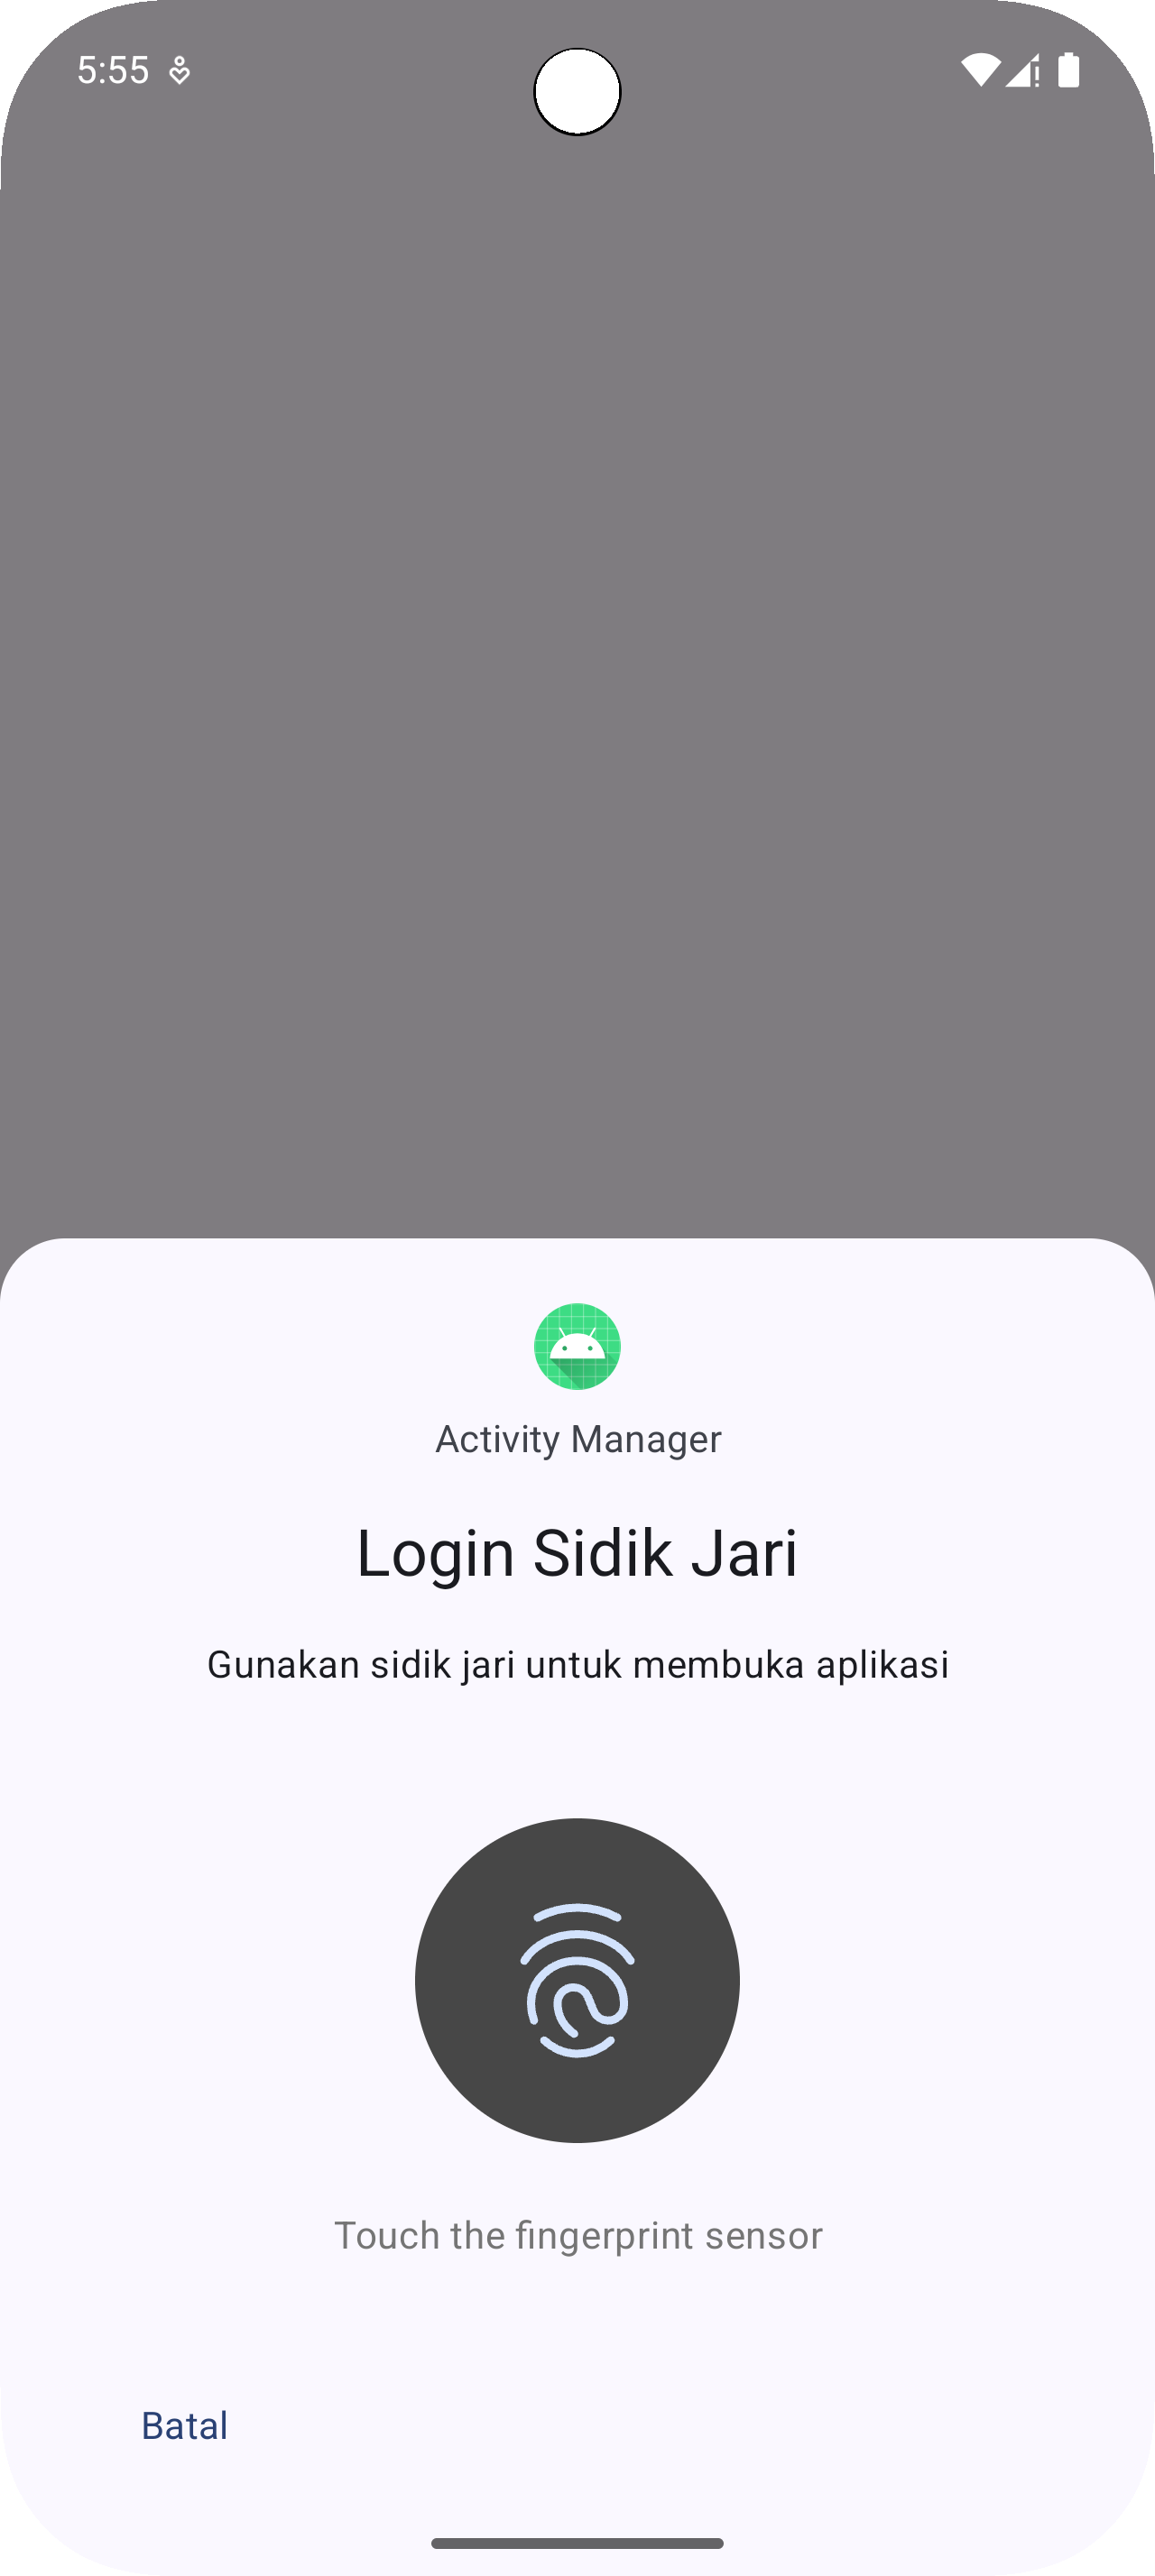 5:55
Activity Manager
Login Sidik Jari
Gunakan sidik jari untuk membuka aplikasi
Touch the fingerprint sensor
Batal